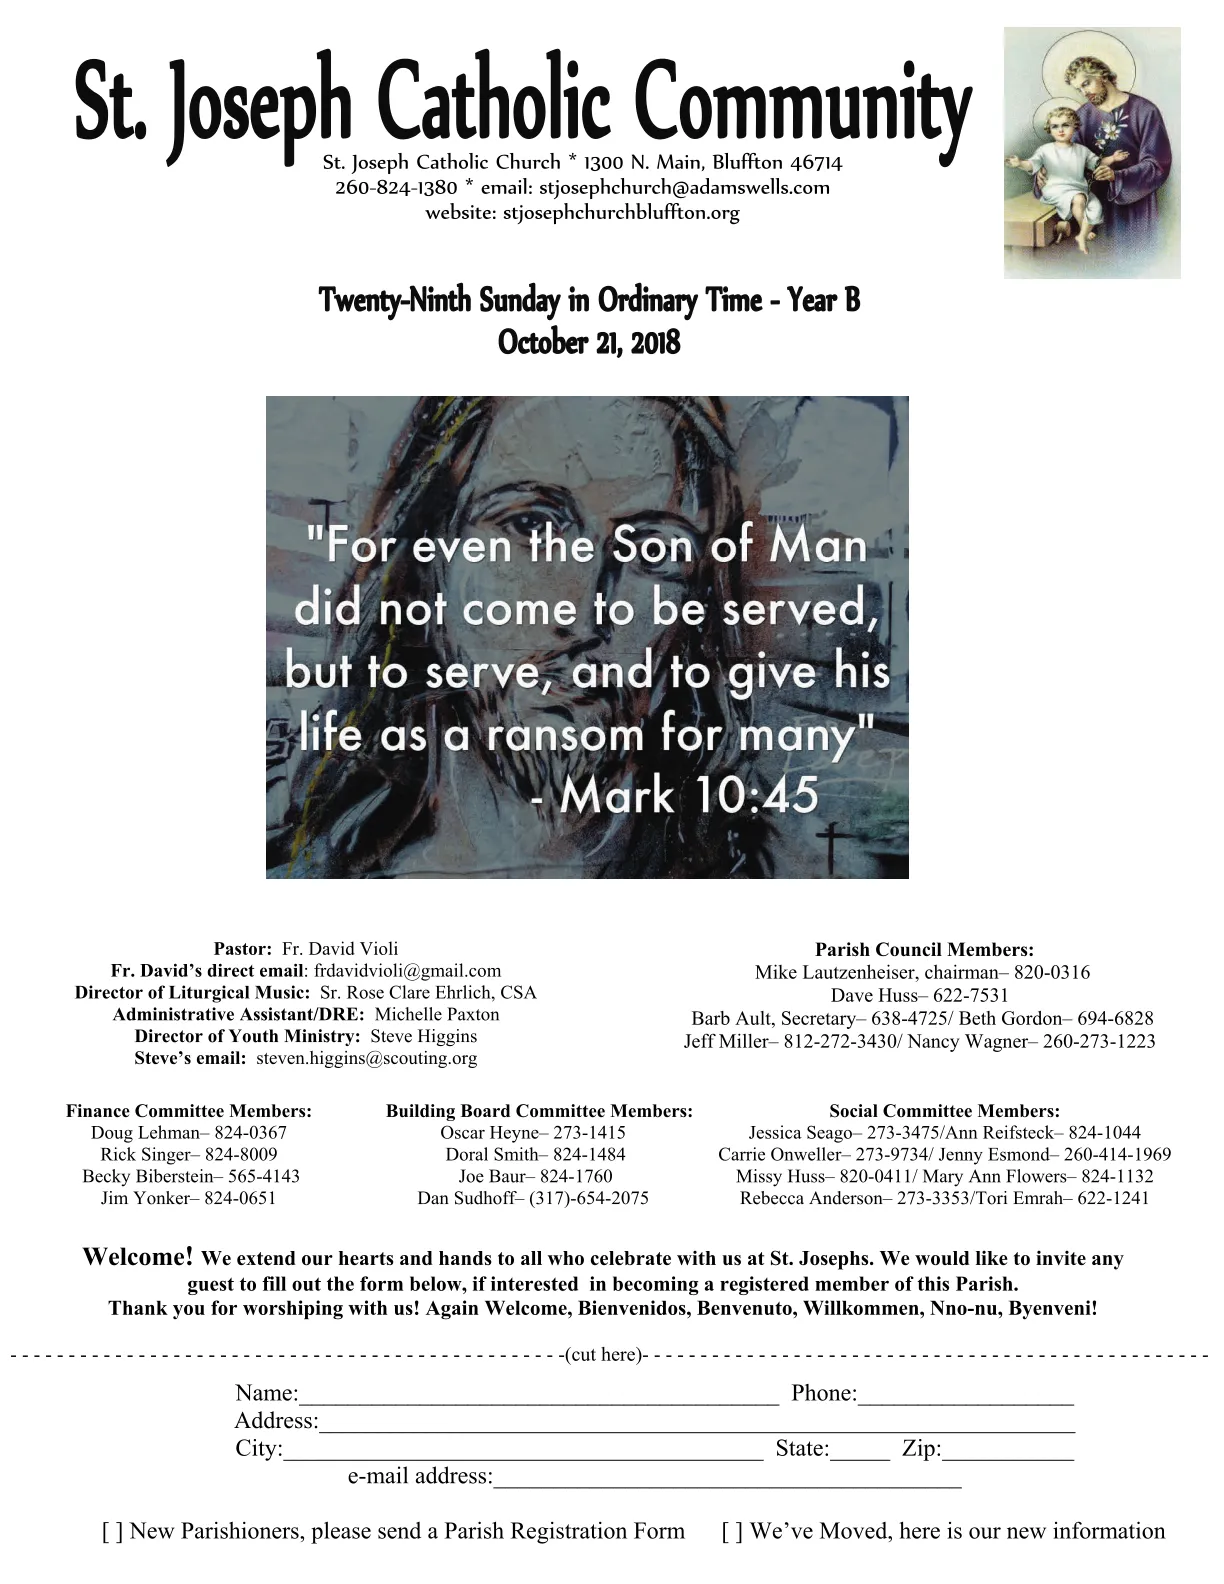 St. Joseph Catholic Community
St. Joseph Catholic Church * 1300 N. Main, Bluffton 46714
260-824-1380 * email: stjosephchurch@adamswells.com
website: stjosephchurchbluffton.org
Twenty-Ninth Sunday in Ordinary Time - Year B
October 21, 2018
"For even the Son of Man
did not come to be served,
but to serve, and to give his
life as a ransom for many"
- Mark 10:45
Pastor: Fr. David Violi
Fr. David’s direct email: frdavidvioli@gmail.com
Director of Liturgical Music: Sr. Rose Clare Ehrlich, CSA
Administrative Assistant/DRE: Michelle Paxton
Director of Youth Ministry: Steve Higgins
Steve’s email: steven.higgins@scouting.org
Parish Council Members:
Mike Lautzenheiser, chairman– 820-0316
Dave Huss– 622-7531
Barb Ault, Secretary– 638-4725/ Beth Gordon– 694-6828
Jeff Miller– 812-272-3430/ Nancy Wagner– 260-273-1223
Finance Committee Members:
Doug Lehman– 824-0367
Rick Singer– 824-8009
Becky Biberstein– 565-4143
Jim Yonker– 824-0651
Building Board Committee Members:
Oscar Heyne– 273-1415
Doral Smith– 824-1484
Joe Baur– 824-1760
Dan Sudhoff– (317)-654-2075
Social Committee Members:
Jessica Seago– 273-3475/Ann Reifsteck– 824-1044
Carrie Onweller– 273-9734/ Jenny Esmond– 260-414-1969
Missy Huss– 820-0411/ Mary Ann Flowers– 824-1132
Rebecca Anderson– 273-3353/Tori Emrah– 622-1241
Welcome! We extend our hearts and hands to all who celebrate with us at St. Josephs. We would like to invite any
guest to fill out the form below, if interested in becoming a registered member of this Parish.
Thank you for worshiping with us! Again Welcome, Bienvenidos, Benvenuto, Willkommen, Nno-nu, Byenveni!
- - - - - - - - - - - - - - - - - - - - - - - - - - - - - - - - - - - - - - - - - - - - - - -(cut here)- - - - - - - - - - - - - - - - - - - - - - - - - - - - - - - - - - - - - - - - - - - - - - - -
Name:________________________________________ Phone:__________________
Address:_______________________________________________________________
City:________________________________________ State:_____ Zip:___________
e-mail address:_______________________________________
[ ] New Parishioners, please send a Parish Registration Form [ ] We’ve Moved, here is our new information